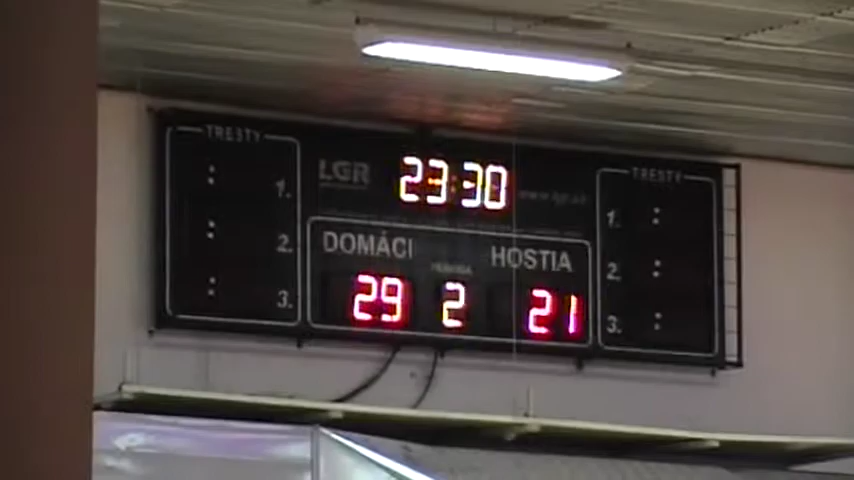 TRESTY
LGR
23:30
TRESTY
1.
2.
3.
DOMÁCI
HOSTIA
29
2
21
1.
2.
3.